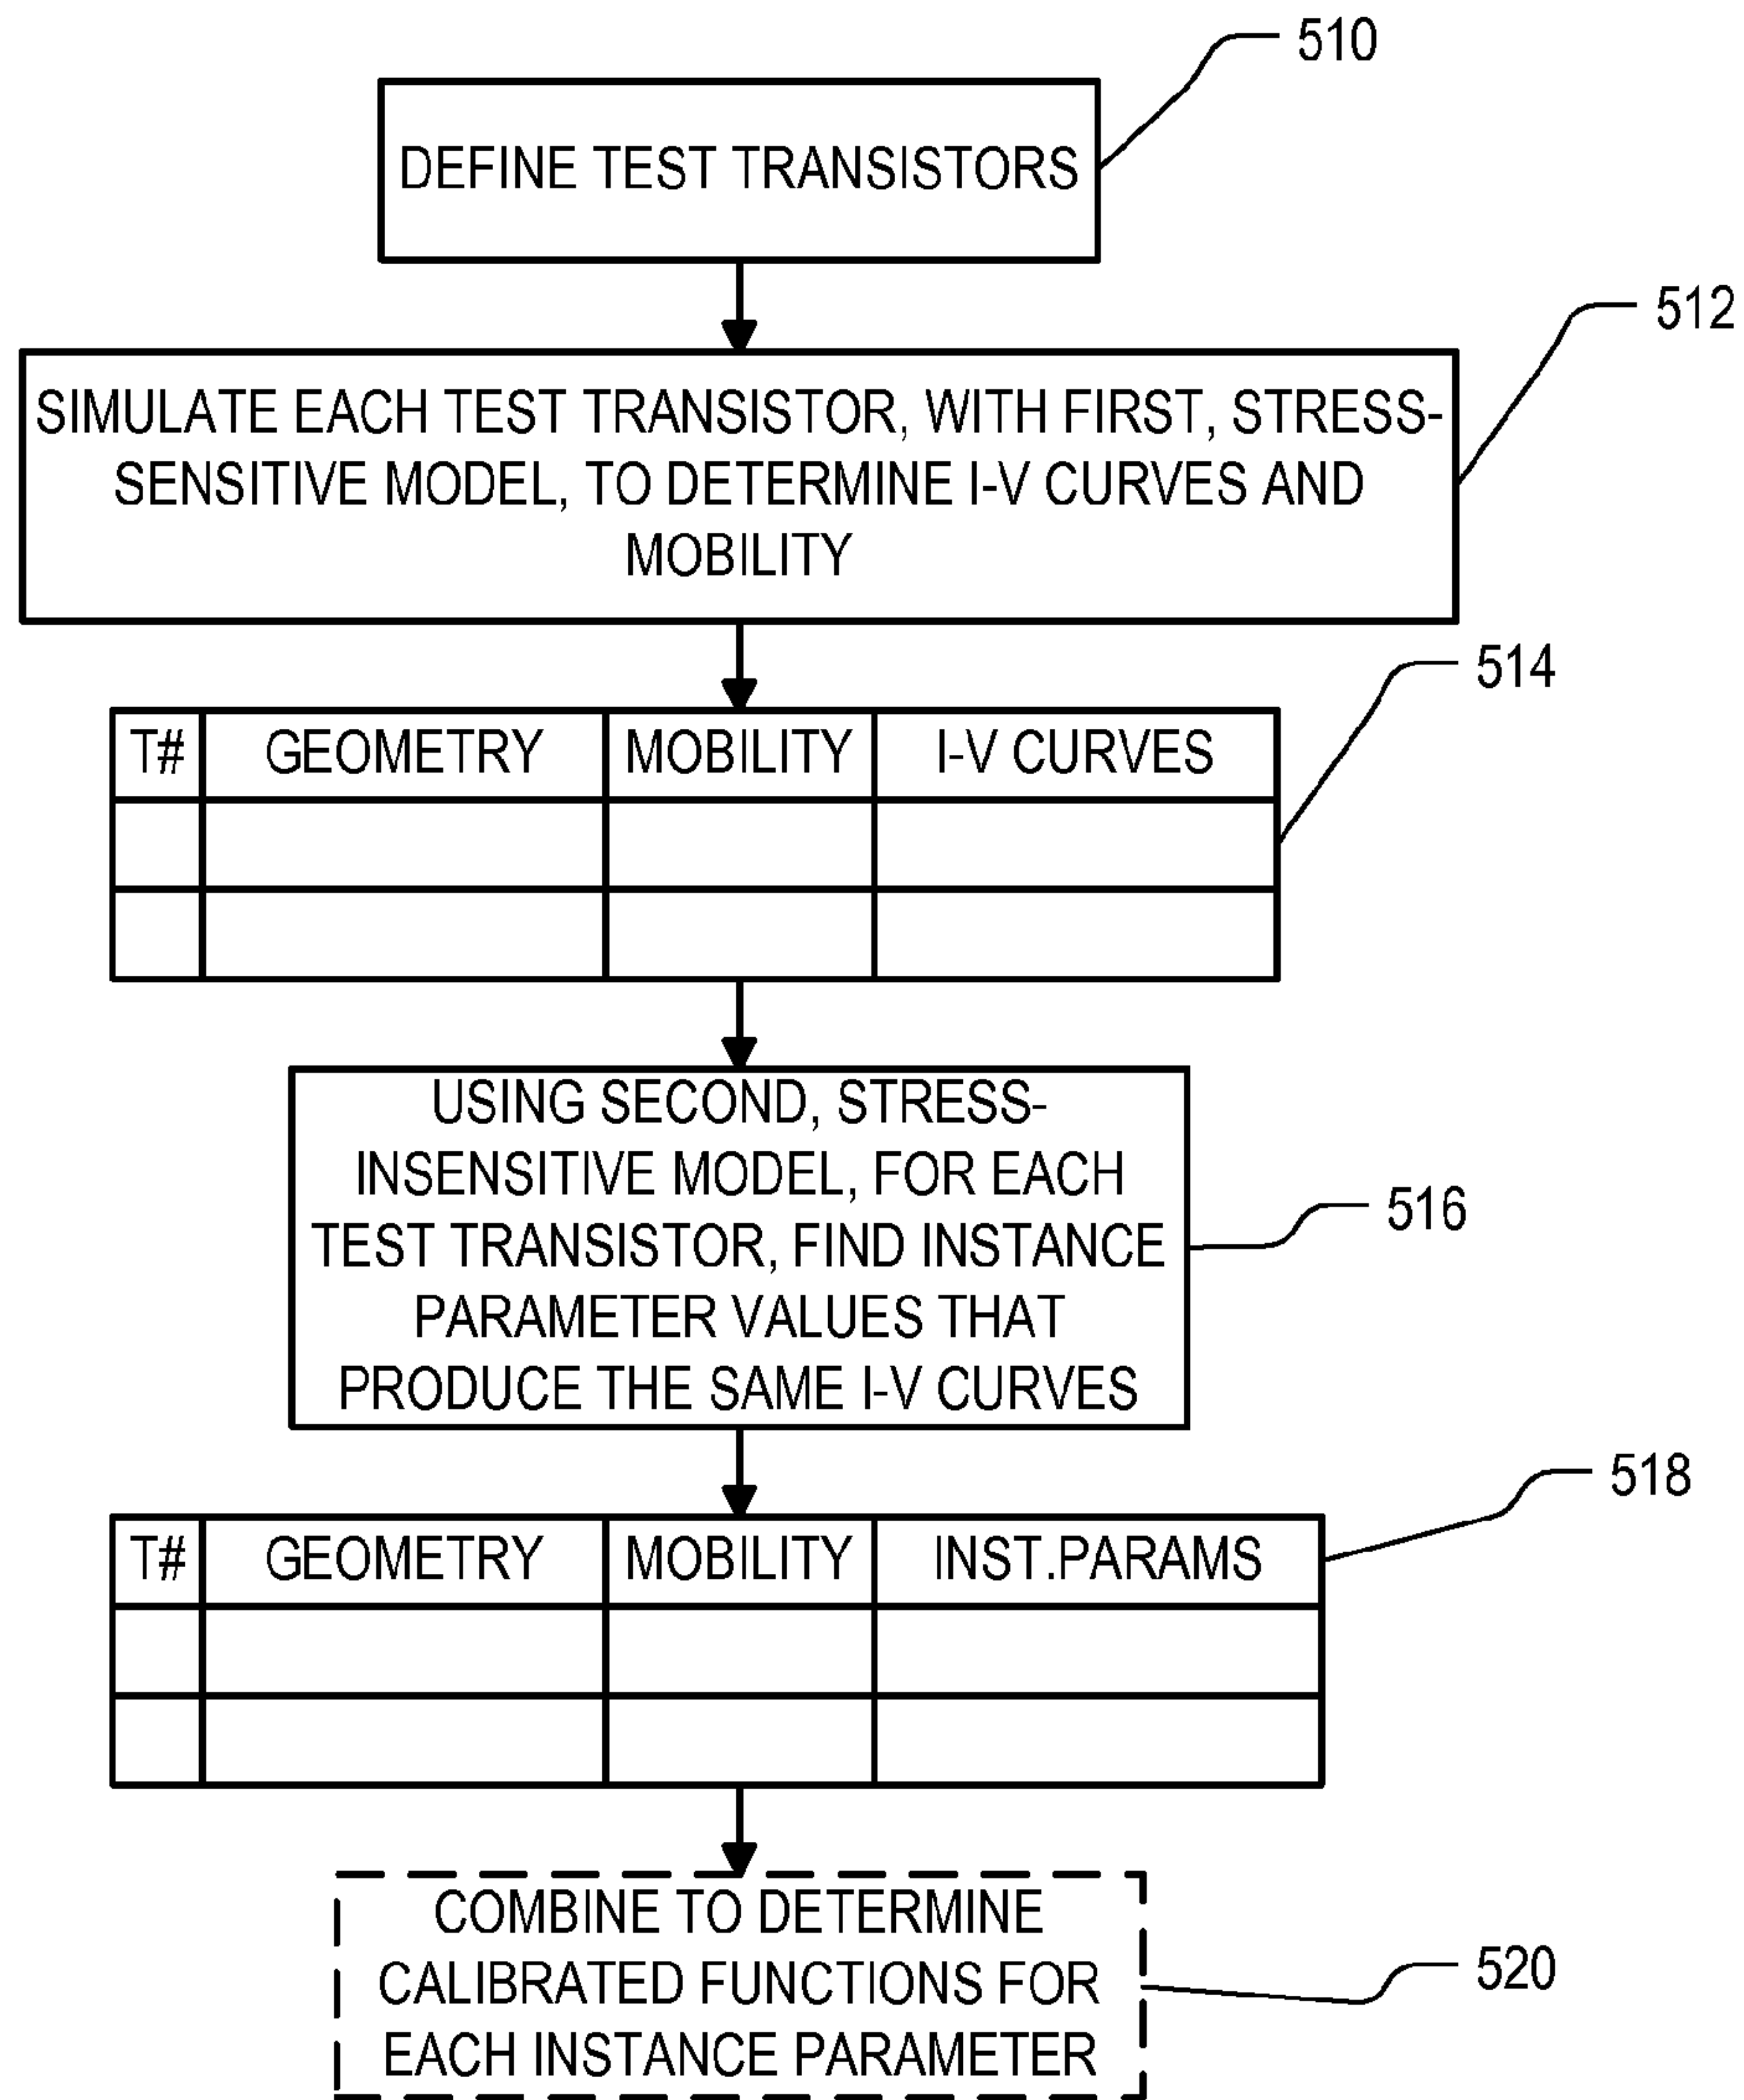 510
DEFINE TEST TRANSISTORS
512
SIMULATE EACH TEST TRANSISTOR, WITH FIRST, STRESS-
SENSITIVE MODEL, TO DETERMINE I-V CURVES AND
MOBILITY
514
T# GEOMETRY MOBILITY I-V CURVES
USING SECOND, STRESS-
INSENSITIVE MODEL, FOR EACH
TEST TRANSISTOR, FIND INSTANCE
PARAMETER VALUES THAT
PRODUCE THE SAME I-V CURVES
516
518
T# GEOMETRY MOBILITY INST.PARAMS
COMBINE TO DETERMINE
CALIBRATED FUNCTIONS FOR
EACH INSTANCE PARAMETER
520